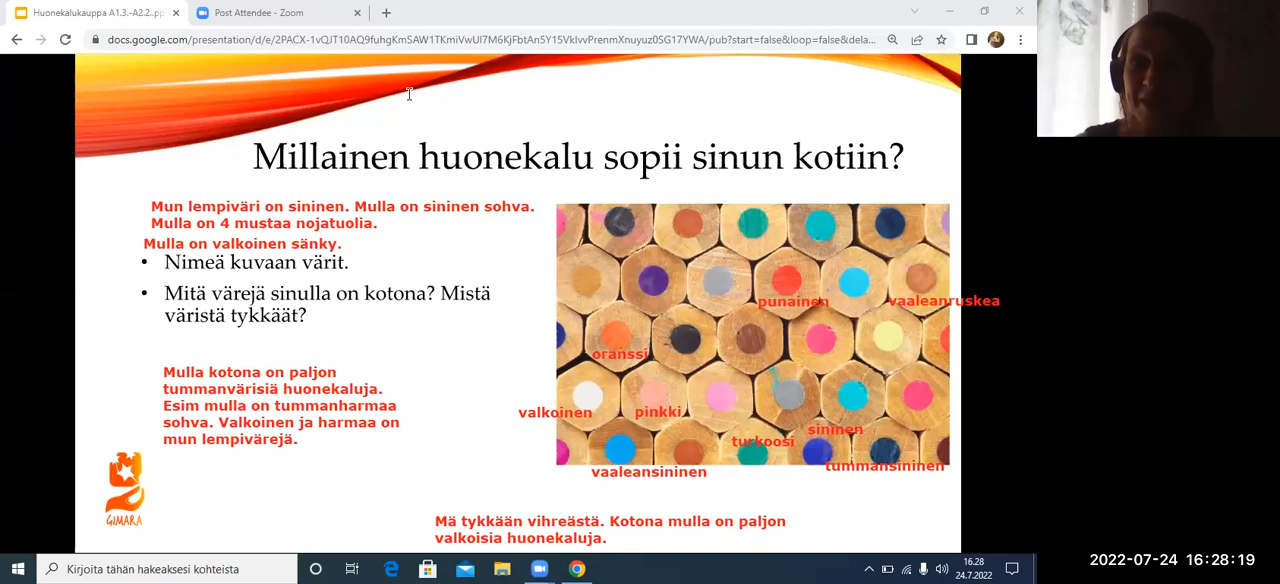 Huonekalukauppa A1.3.-A2.2..pp
Post Attendee - Zoom
docs.google.com/presentation/d/e/2PACX-1vQJT10AQ9fuhgKmSAW1TKmiVwUI7M6KjFbtAn5Y15VkIvvPrenmXnuyuz0SG17YWA/pub?start=false&loop=false&dela...
Millainen huonekalu sopii sinun kotiin?
Mun lempiväri on sininen. Mulla on sininen sohva.
Mulla on 4 mustaa nojatuolia.
Mulla on valkoinen sänky.
• Nimeä kuvaan värit.
• Mitä värejä sinulla on kotona? Mistä
väristä tykkäät?
punainen
vaaleanruskea
oranssi
valkoinen
pinkki
sininen
turkoosi
tummansininen
vaaleansininen
Mulla kotona on paljon
tummanvärisiä huonekaluja.
Esim mulla on tummanharmaa
sohva. Valkoinen ja harmaa on
mun lempivärejä.
GIMARA
Mä tykkään vihreästä. Kotona mulla on paljon
valkoisia huonekaluja.
Kirjoita tähän hakeaksesi kohteita
16.28
24.7.2022
2022-07-24 16:28:19